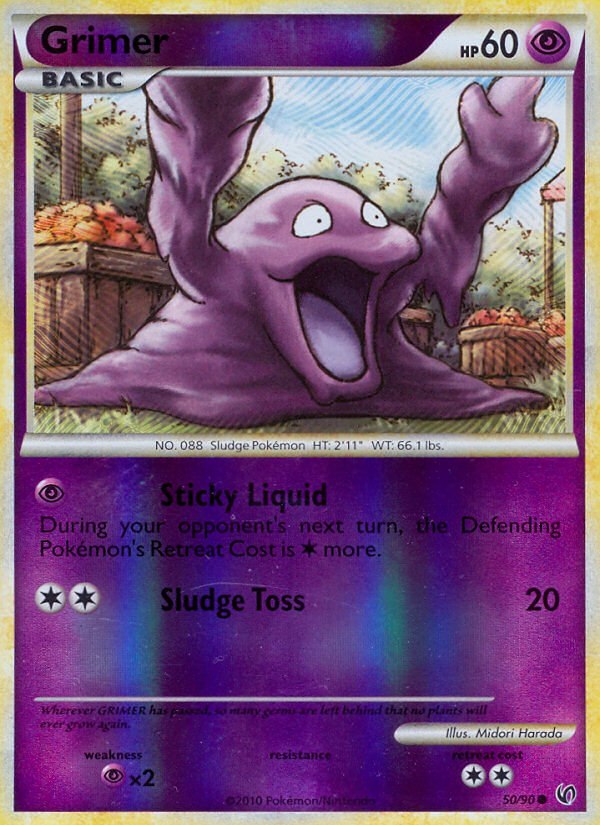 Grimer
HP 60
BASIC
NO. 088 Sludge Pokémon HT: 2'11" WT: 66.1 lbs.
Sticky Liquid
During your opponent's next turn, the Defending
Pokémon's Retreat Cost is more.
Sludge Toss 20
Wherever GRIMER has passed, so many germs are left behind that no plants will
ever grow again.
Illus. Midori Harada
weakness resistance retreat cost
×2
©2010 Pokémon/Nintendo
50/90